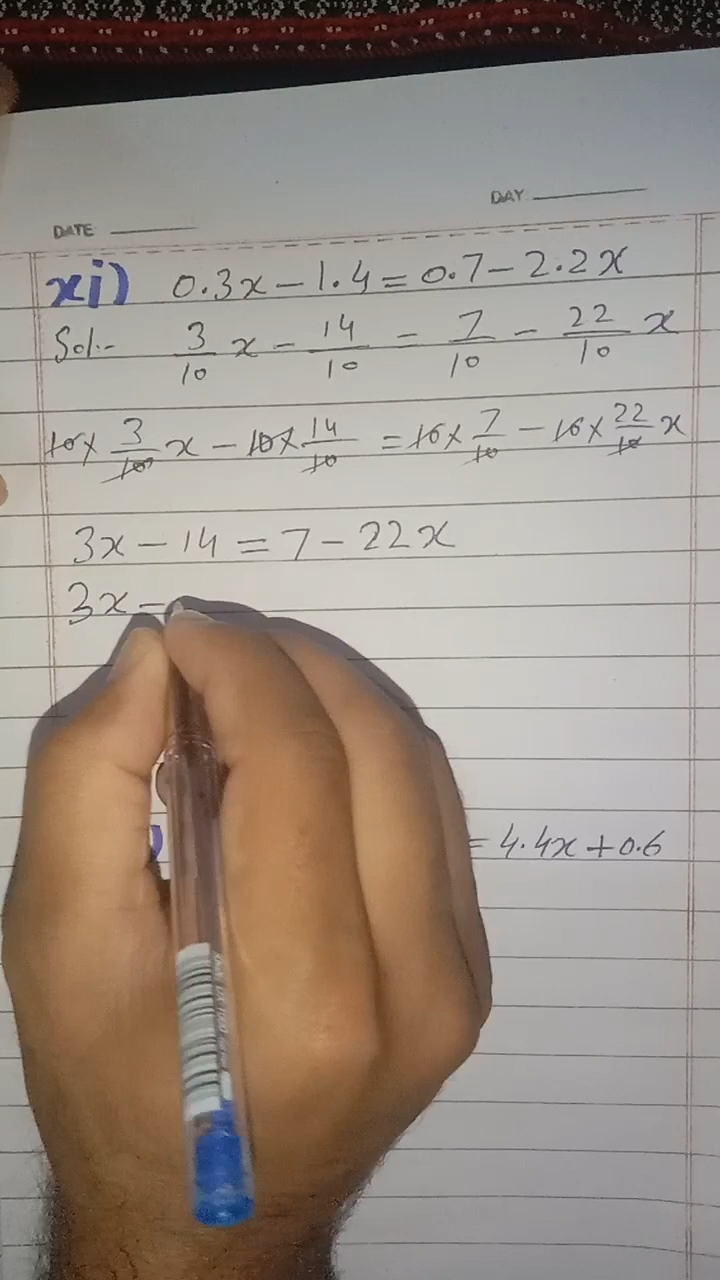 DAY
DATE
xi) 0.3x - 1.4 = 0.7 - 2.2x
Sol:- 3/10 x - 14/10 = 7/10 - 22/10 x
10 × 3/10 x - 10 × 14/10 = 10 × 7/10 - 10 × 22/10 x
3x - 14 = 7 - 22x
3x -
) = 4.4x + 0.6